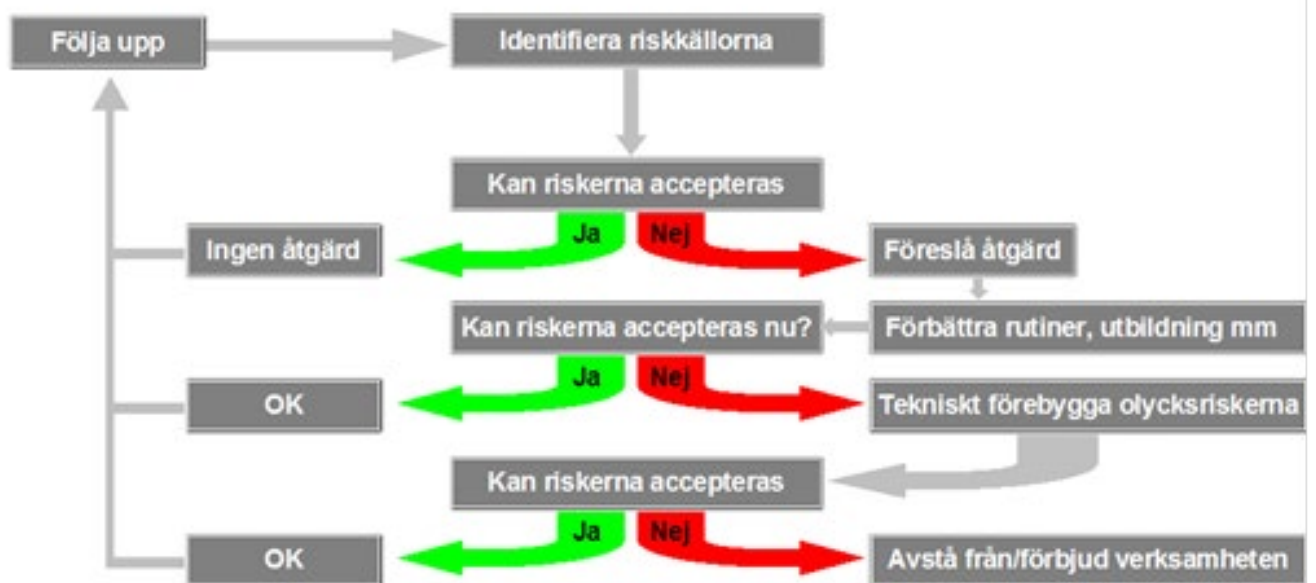 Följa upp
Identifiera riskkällorna
Kan riskerna accepteras
Ja
Nej
Ingen åtgärd
Föreslå åtgärd
Kan riskerna accepteras nu?
Förbättra rutiner, utbildning mm
Ja
Nej
OK
Tekniskt förebygga olycksriskerna
Kan riskerna accepteras
Ja
Nej
OK
Avstå från/förbjud verksamheten